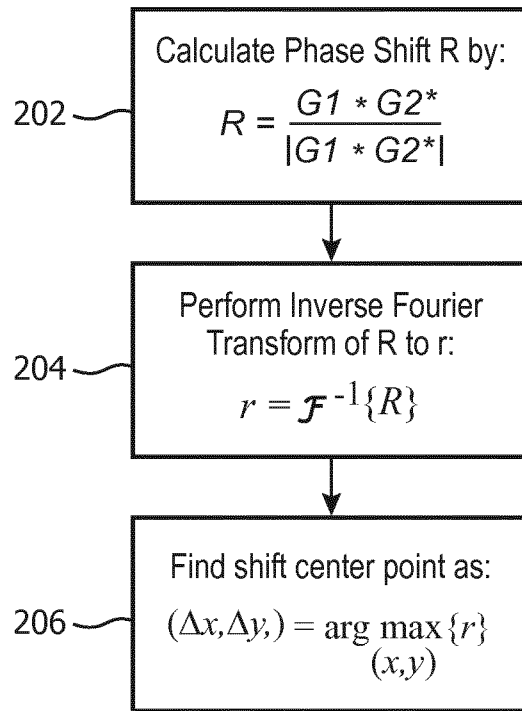 Calculate Phase Shift R by:
202
R = G1 * G2* / |G1 * G2*|
Perform Inverse Fourier
Transform of R to r:
204
r = 𝓕 -1{R}
Find shift center point as:
206
(Δx,Δy,) = arg max{r}
(x,y)